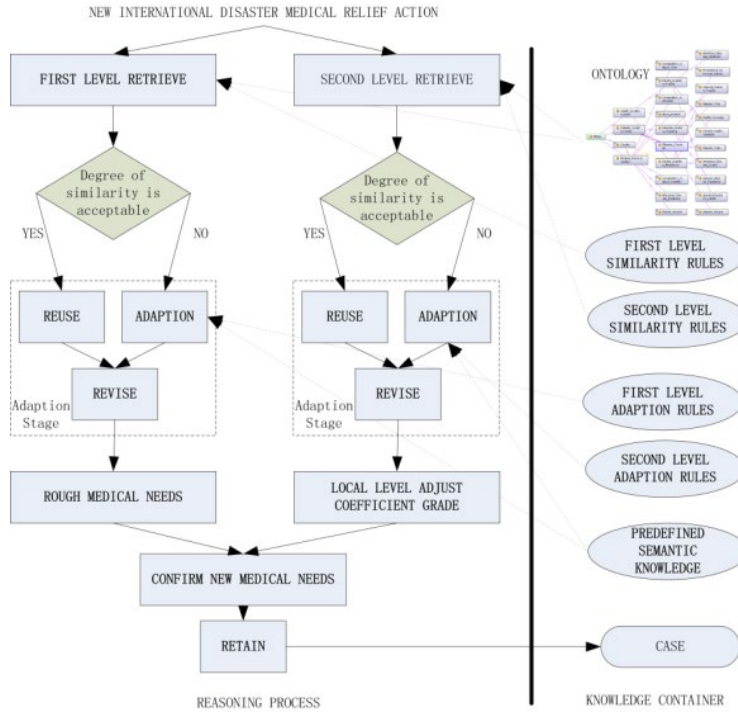 NEW INTERNATIONAL DISASTER MEDICAL RELIEF ACTION
FIRST LEVEL RETRIEVE
SECOND LEVEL RETRIEVE
ONTOLOGY
Degree of
similarity is
acceptable
Degree of
similarity is
acceptable
YES
NO
YES
NO
FIRST LEVEL
SIMILARITY RULES
REUSE
ADAPTION
REUSE
ADAPTION
SECOND LEVEL
SIMILARITY RULES
REVISE
REVISE
Adaption
Stage
Adaption
Stage
FIRST LEVEL
ADAPTION RULES
SECOND LEVEL
ADAPTION RULES
ROUGH MEDICAL NEEDS
LOCAL LEVEL ADJUST
COEFFICIENT GRADE
PREDEFINED
SEMANTIC
KNOWLEDGE
CONFIRM NEW MEDICAL NEEDS
RETAIN
CASE
REASONING PROCESS
KNOWLEDGE CONTAINER